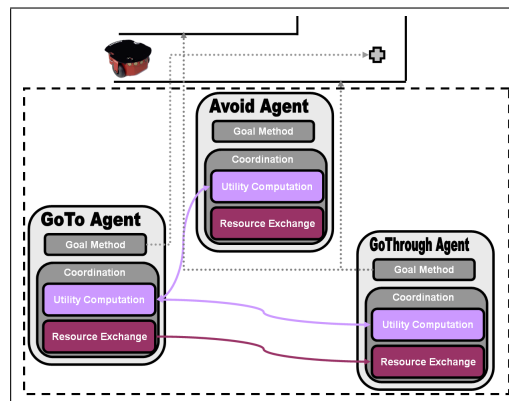 Avoid Agent
Goal Method
Coordination
Utility Computation
Resource Exchange
GoTo Agent
Goal Method
Coordination
Utility Computation
Resource Exchange
GoThrough Agent
Goal Method
Coordination
Utility Computation
Resource Exchange